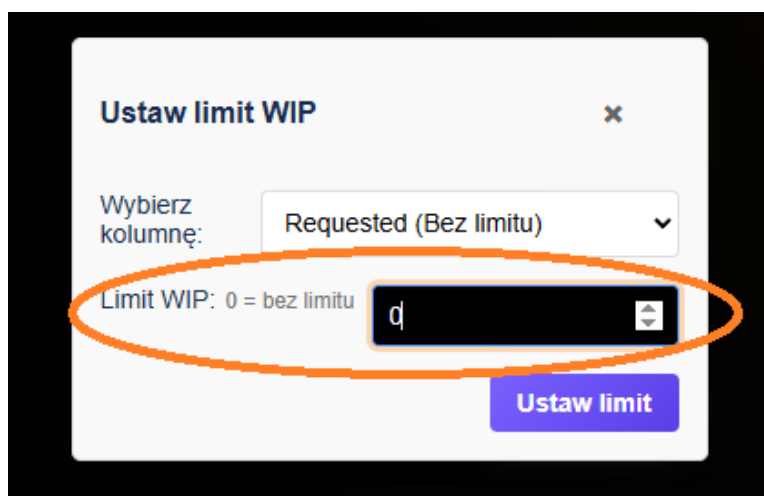 Ustaw limit WIP
×
Wybierz
kolumnę:
Requested (Bez limitu)
Limit WIP: 0 = bez limitu
0
Ustaw limit